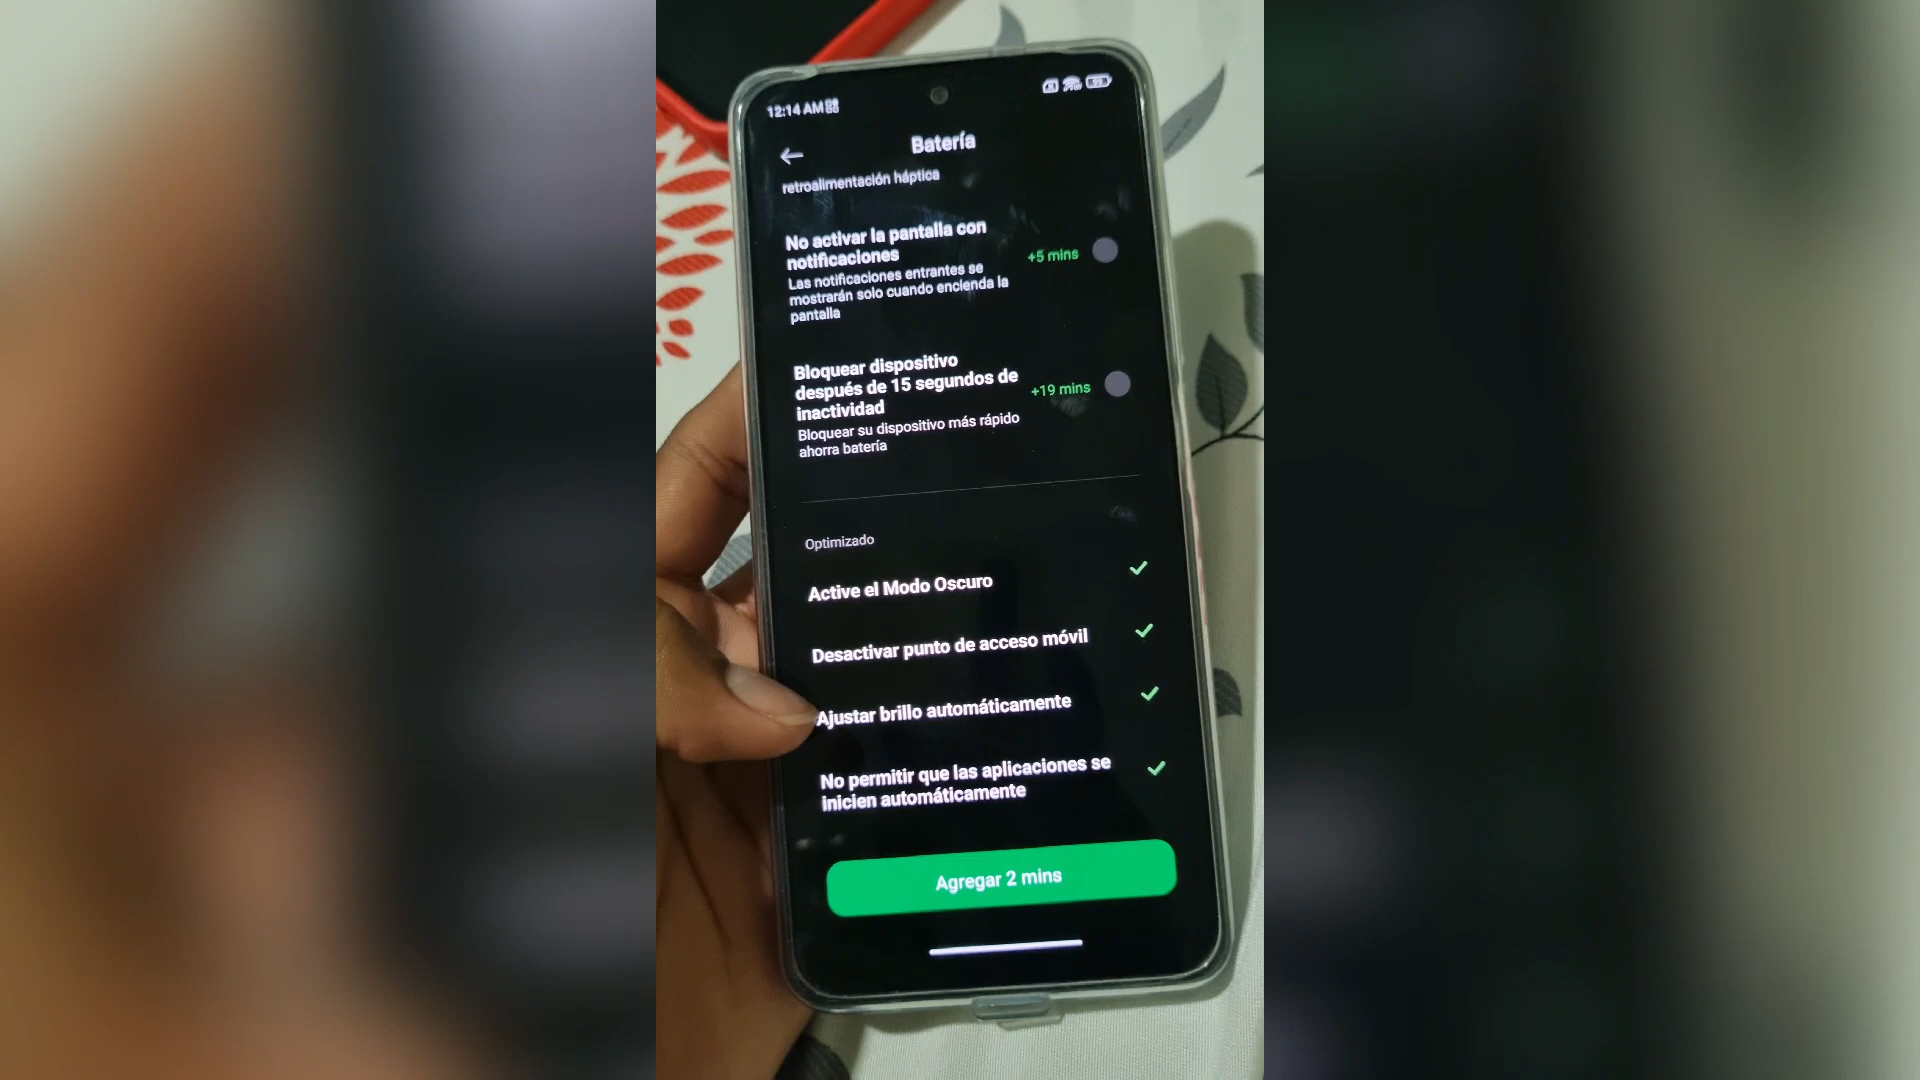 12:14 AM
Batería
retroalimentación háptica
No activar la pantalla con
notificaciones
Las notificaciones entrantes se
mostrarán solo cuando encienda la
pantalla
+5 mins
Bloquear dispositivo
después de 15 segundos de
inactividad
Bloquear su dispositivo más rápido
ahorra batería
+19 mins
Optimizado
Active el Modo Oscuro
Desactivar punto de acceso móvil
Ajustar brillo automáticamente
No permitir que las aplicaciones se
inicien automáticamente
Agregar 2 mins